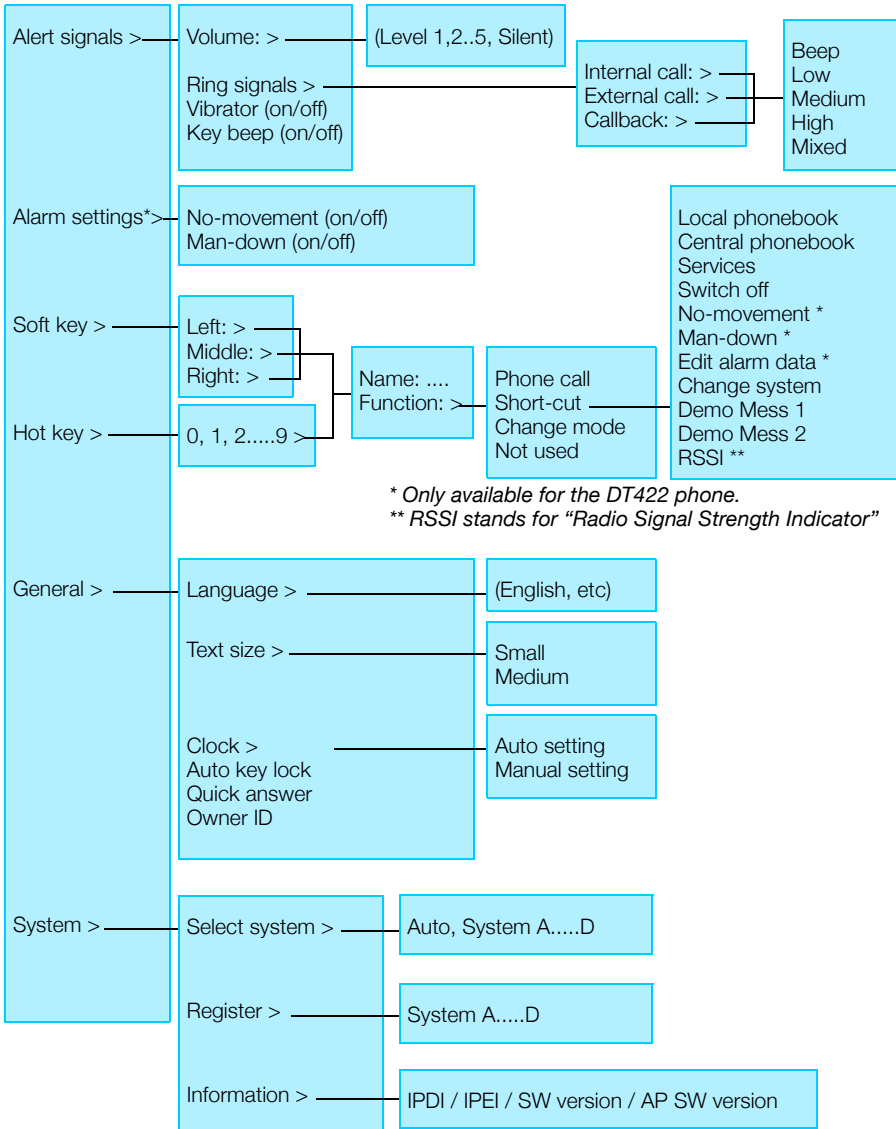 Alert signals >
Volume: >
(Level 1,2..5, Silent)
Ring signals >
Vibrator (on/off)
Key beep (on/off)
Internal call: >
External call: >
Callback: >
Beep
Low
Medium
High
Mixed
Alarm settings*>
No-movement (on/off)
Man-down (on/off)
Soft key >
Left: >
Middle: >
Right: >
Hot key >
0, 1, 2.....9 >
Name: ....
Function: >
Phone call
Short-cut
Change mode
Not used
Local phonebook
Central phonebook
Services
Switch off
No-movement *
Man-down *
Edit alarm data *
Change system
Demo Mess 1
Demo Mess 2
RSSI **
* Only available for the DT422 phone.
** RSSI stands for “Radio Signal Strength Indicator”
General >
Language >
(English, etc)
Text size >
Small
Medium
Clock >
Auto key lock
Quick answer
Owner ID
Auto setting
Manual setting
System >
Select system >
Auto, System A.....D
Register >
System A.....D
Information >
IPDI / IPEI / SW version / AP SW version